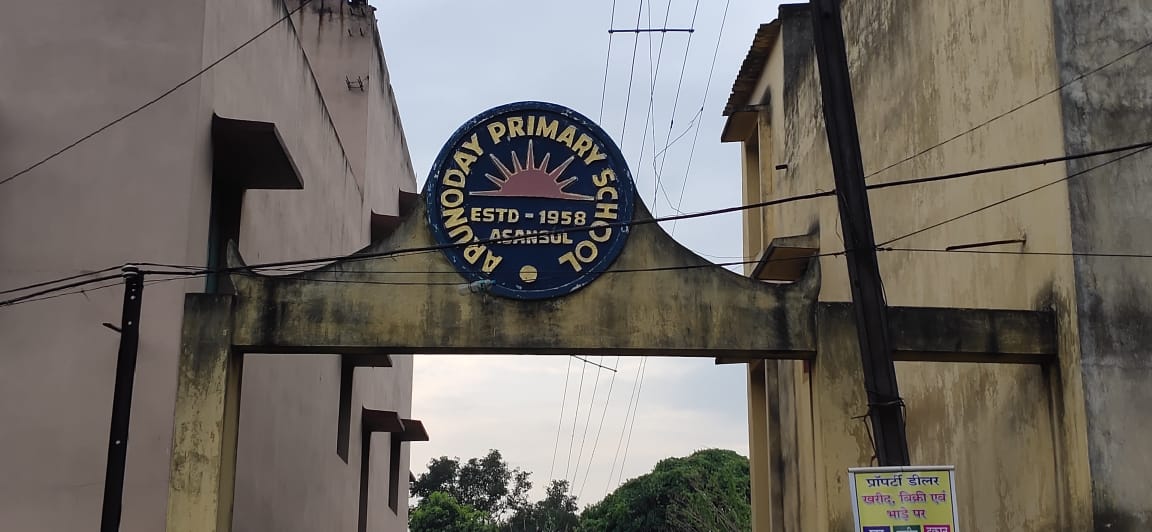 ARUNODAY PRIMARY SCHOOL
ESTD - 1958
ASANSOL
प्रॉपर्टी डीलर
खरीद, बिक्री एवं
भाड़े पर